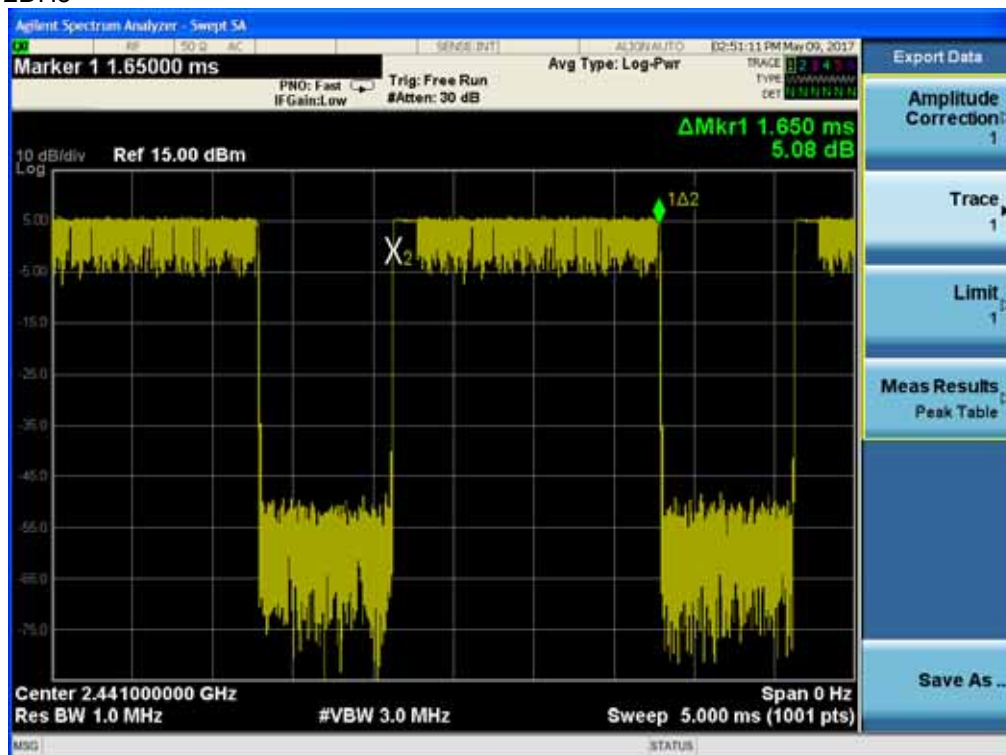 Agilent Spectrum Analyzer - Swept SA
RF 50 Ω AC SENSE:INT ALIGN AUTO 02:51:11 PM May 09, 2017
Marker 1 1.65000 ms
PNO: Fast
IFGain:Low
Trig: Free Run
#Atten: 30 dB
Avg Type: Log-Pwr
TRACE 1 2 3 4 5 6
TYPE
DET N N N N N N
ΔMkr1 1.650 ms
5.08 dB
10 dB/div Ref 15.00 dBm
Log
5.00
-5.00
-15.0
-25.0
-35.0
-45.0
-55.0
-65.0
-75.0
1Δ2
X2
Center 2.441000000 GHz
Span 0 Hz
Res BW 1.0 MHz
#VBW 3.0 MHz
Sweep 5.000 ms (1001 pts)
MSG
STATUS
Export Data
Amplitude
Correction
1
Trace
1
Limit
1
Meas Results
Peak Table
Save As ...